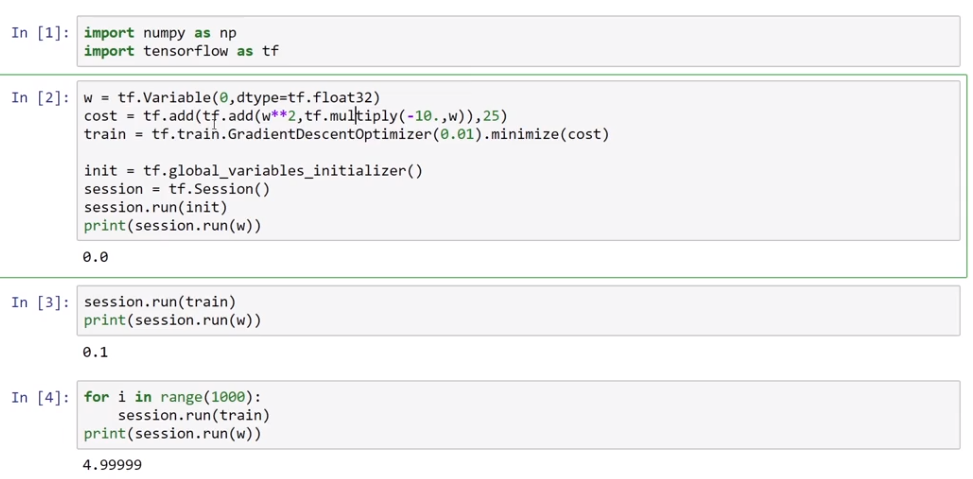 In [1]: import numpy as np
import tensorflow as tf
In [2]: w = tf.Variable(0,dtype=tf.float32)
cost = tf.add(tf.add(w**2,tf.multiply(-10.,w)),25)
train = tf.train.GradientDescentOptimizer(0.01).minimize(cost)
init = tf.global_variables_initializer()
session = tf.Session()
session.run(init)
print(session.run(w))
0.0
In [3]: session.run(train)
print(session.run(w))
0.1
In [4]: for i in range(1000):
session.run(train)
print(session.run(w))
4.99999